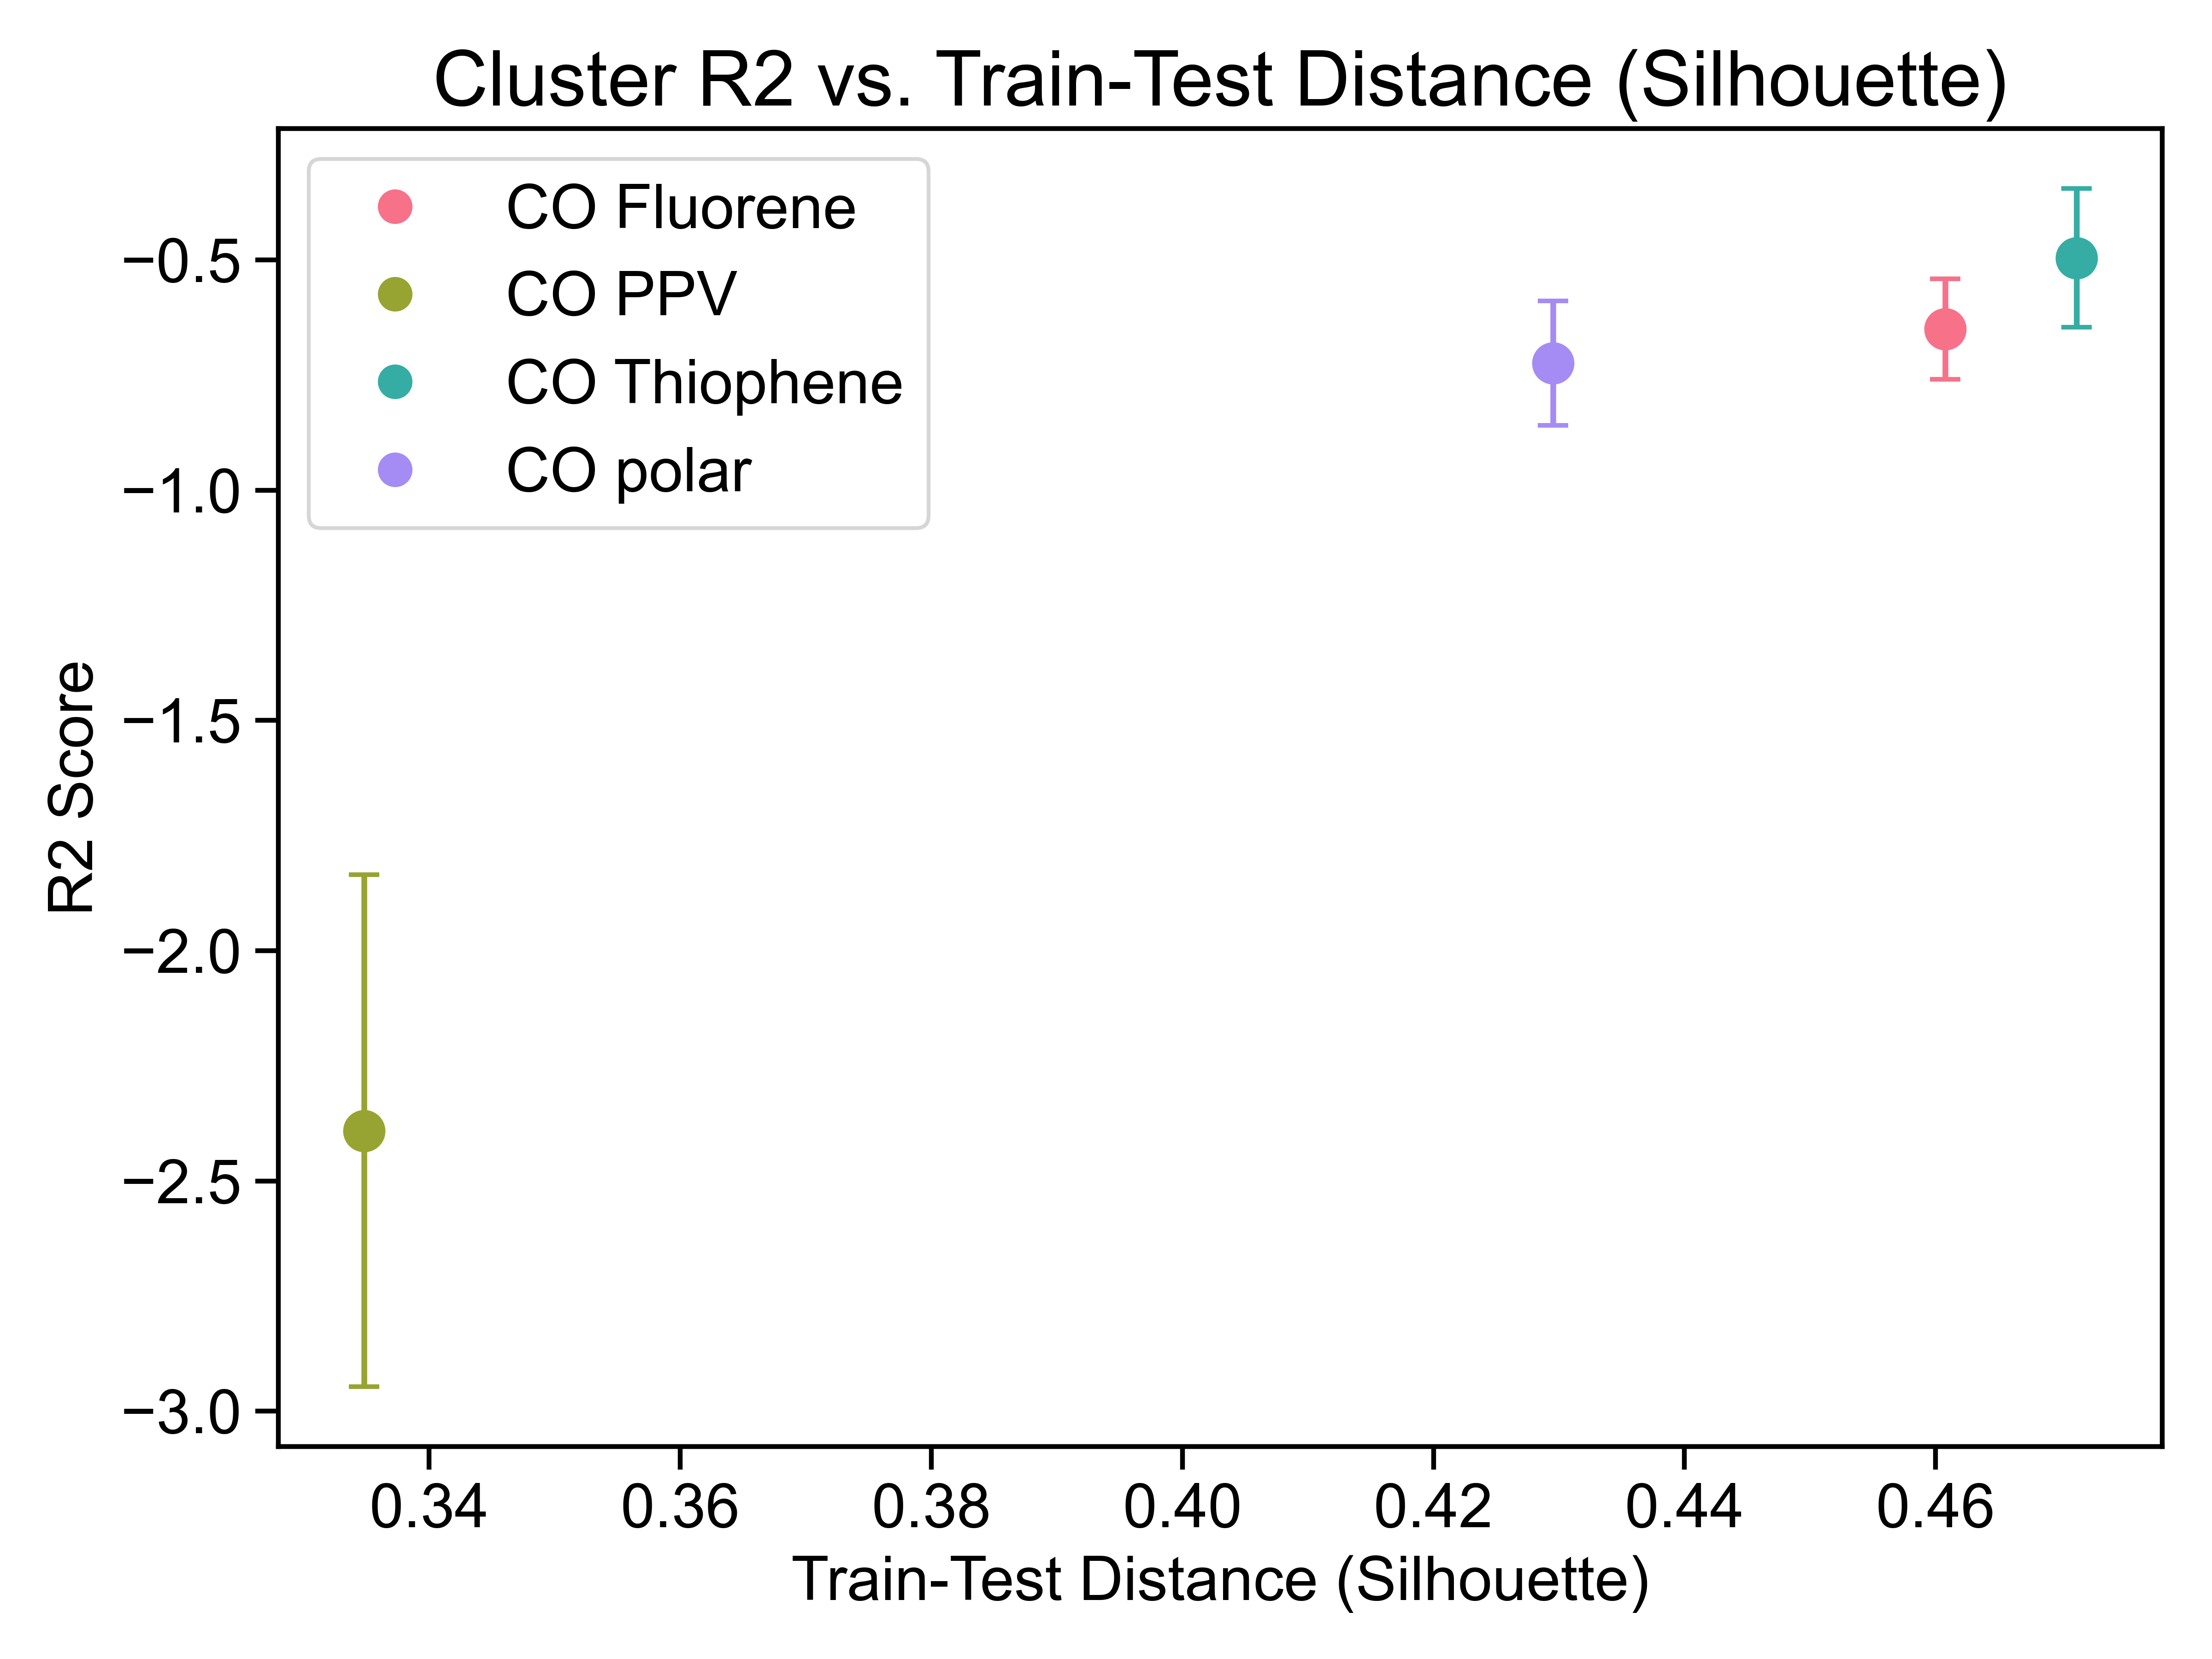 Cluster R2 vs. Train-Test Distance (Silhouette)
CO Fluorene
CO PPV
CO Thiophene
CO polar
R2 Score
−0.5
−1.0
−1.5
−2.0
−2.5
−3.0
0.34 0.36 0.38 0.40 0.42 0.44 0.46
Train-Test Distance (Silhouette)